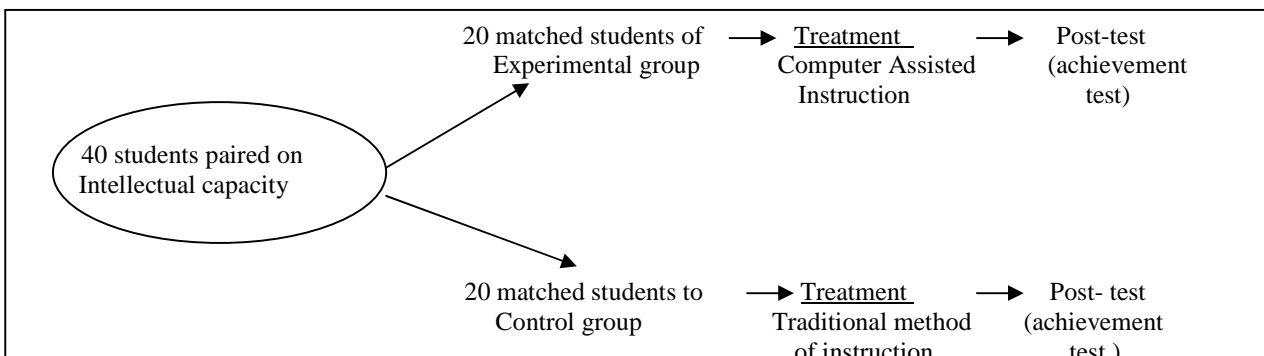 20 matched students of
Experimental group
Treatment
Computer Assisted
Instruction
Post-test
(achievement
test)
40 students paired on
Intellectual capacity
20 matched students to
Control group
Treatment
Traditional method
of instruction
Post- test
(achievement
test )